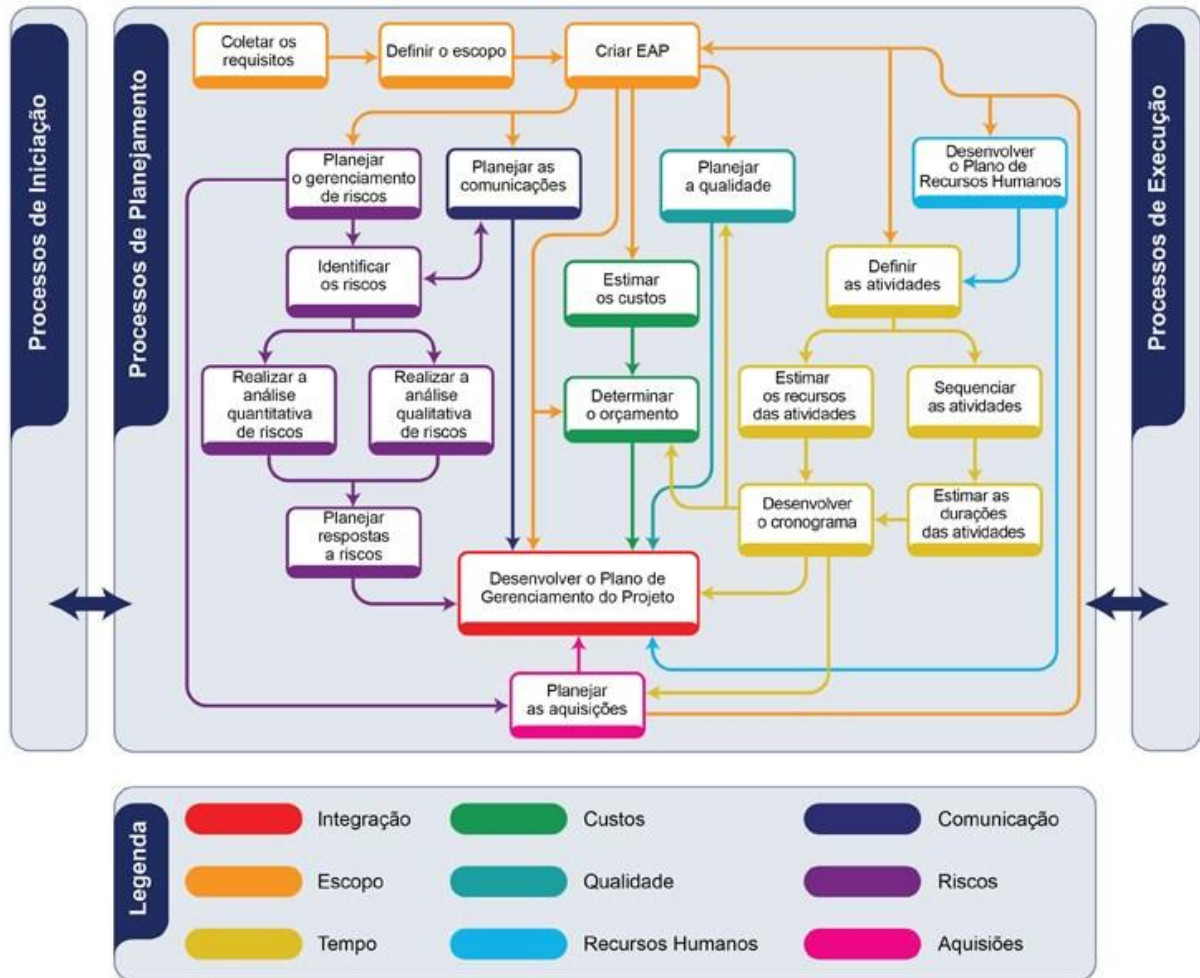 Processos de Iniciação
Processos de Planejamento
Coletar os
requisitos
Definir o escopo
Criar EAP
Planejar
o gerenciamento
de riscos
Planejar as
comunicações
Planejar
a qualidade
Desenvolver
o Plano de
Recursos Humanos
Identificar
os riscos
Estimar
os custos
Definir
as atividades
Realizar a
análise
quantitativa
de riscos
Realizar a
análise
qualitativa
de riscos
Determinar
o orçamento
Estimar
os recursos
das atividades
Sequenciar
as atividades
Planejar
respostas
a riscos
Desenvolver
o cronograma
Estimar as
durações
das atividades
Desenvolver o Plano de
Gerenciamento do Projeto
Planejar
as aquisições
Processos de Execução
Legenda
Integração
Custos
Comunicação
Escopo
Qualidade
Riscos
Tempo
Recursos Humanos
Aquisiões